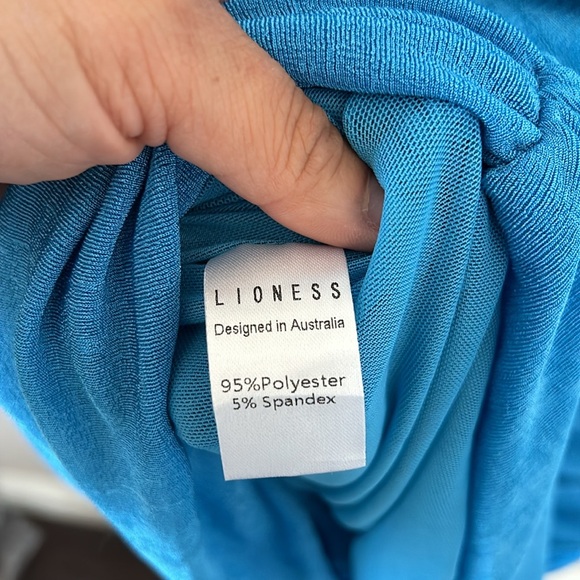 LIONESS
Designed in Australia
95%Polyester
5% Spandex